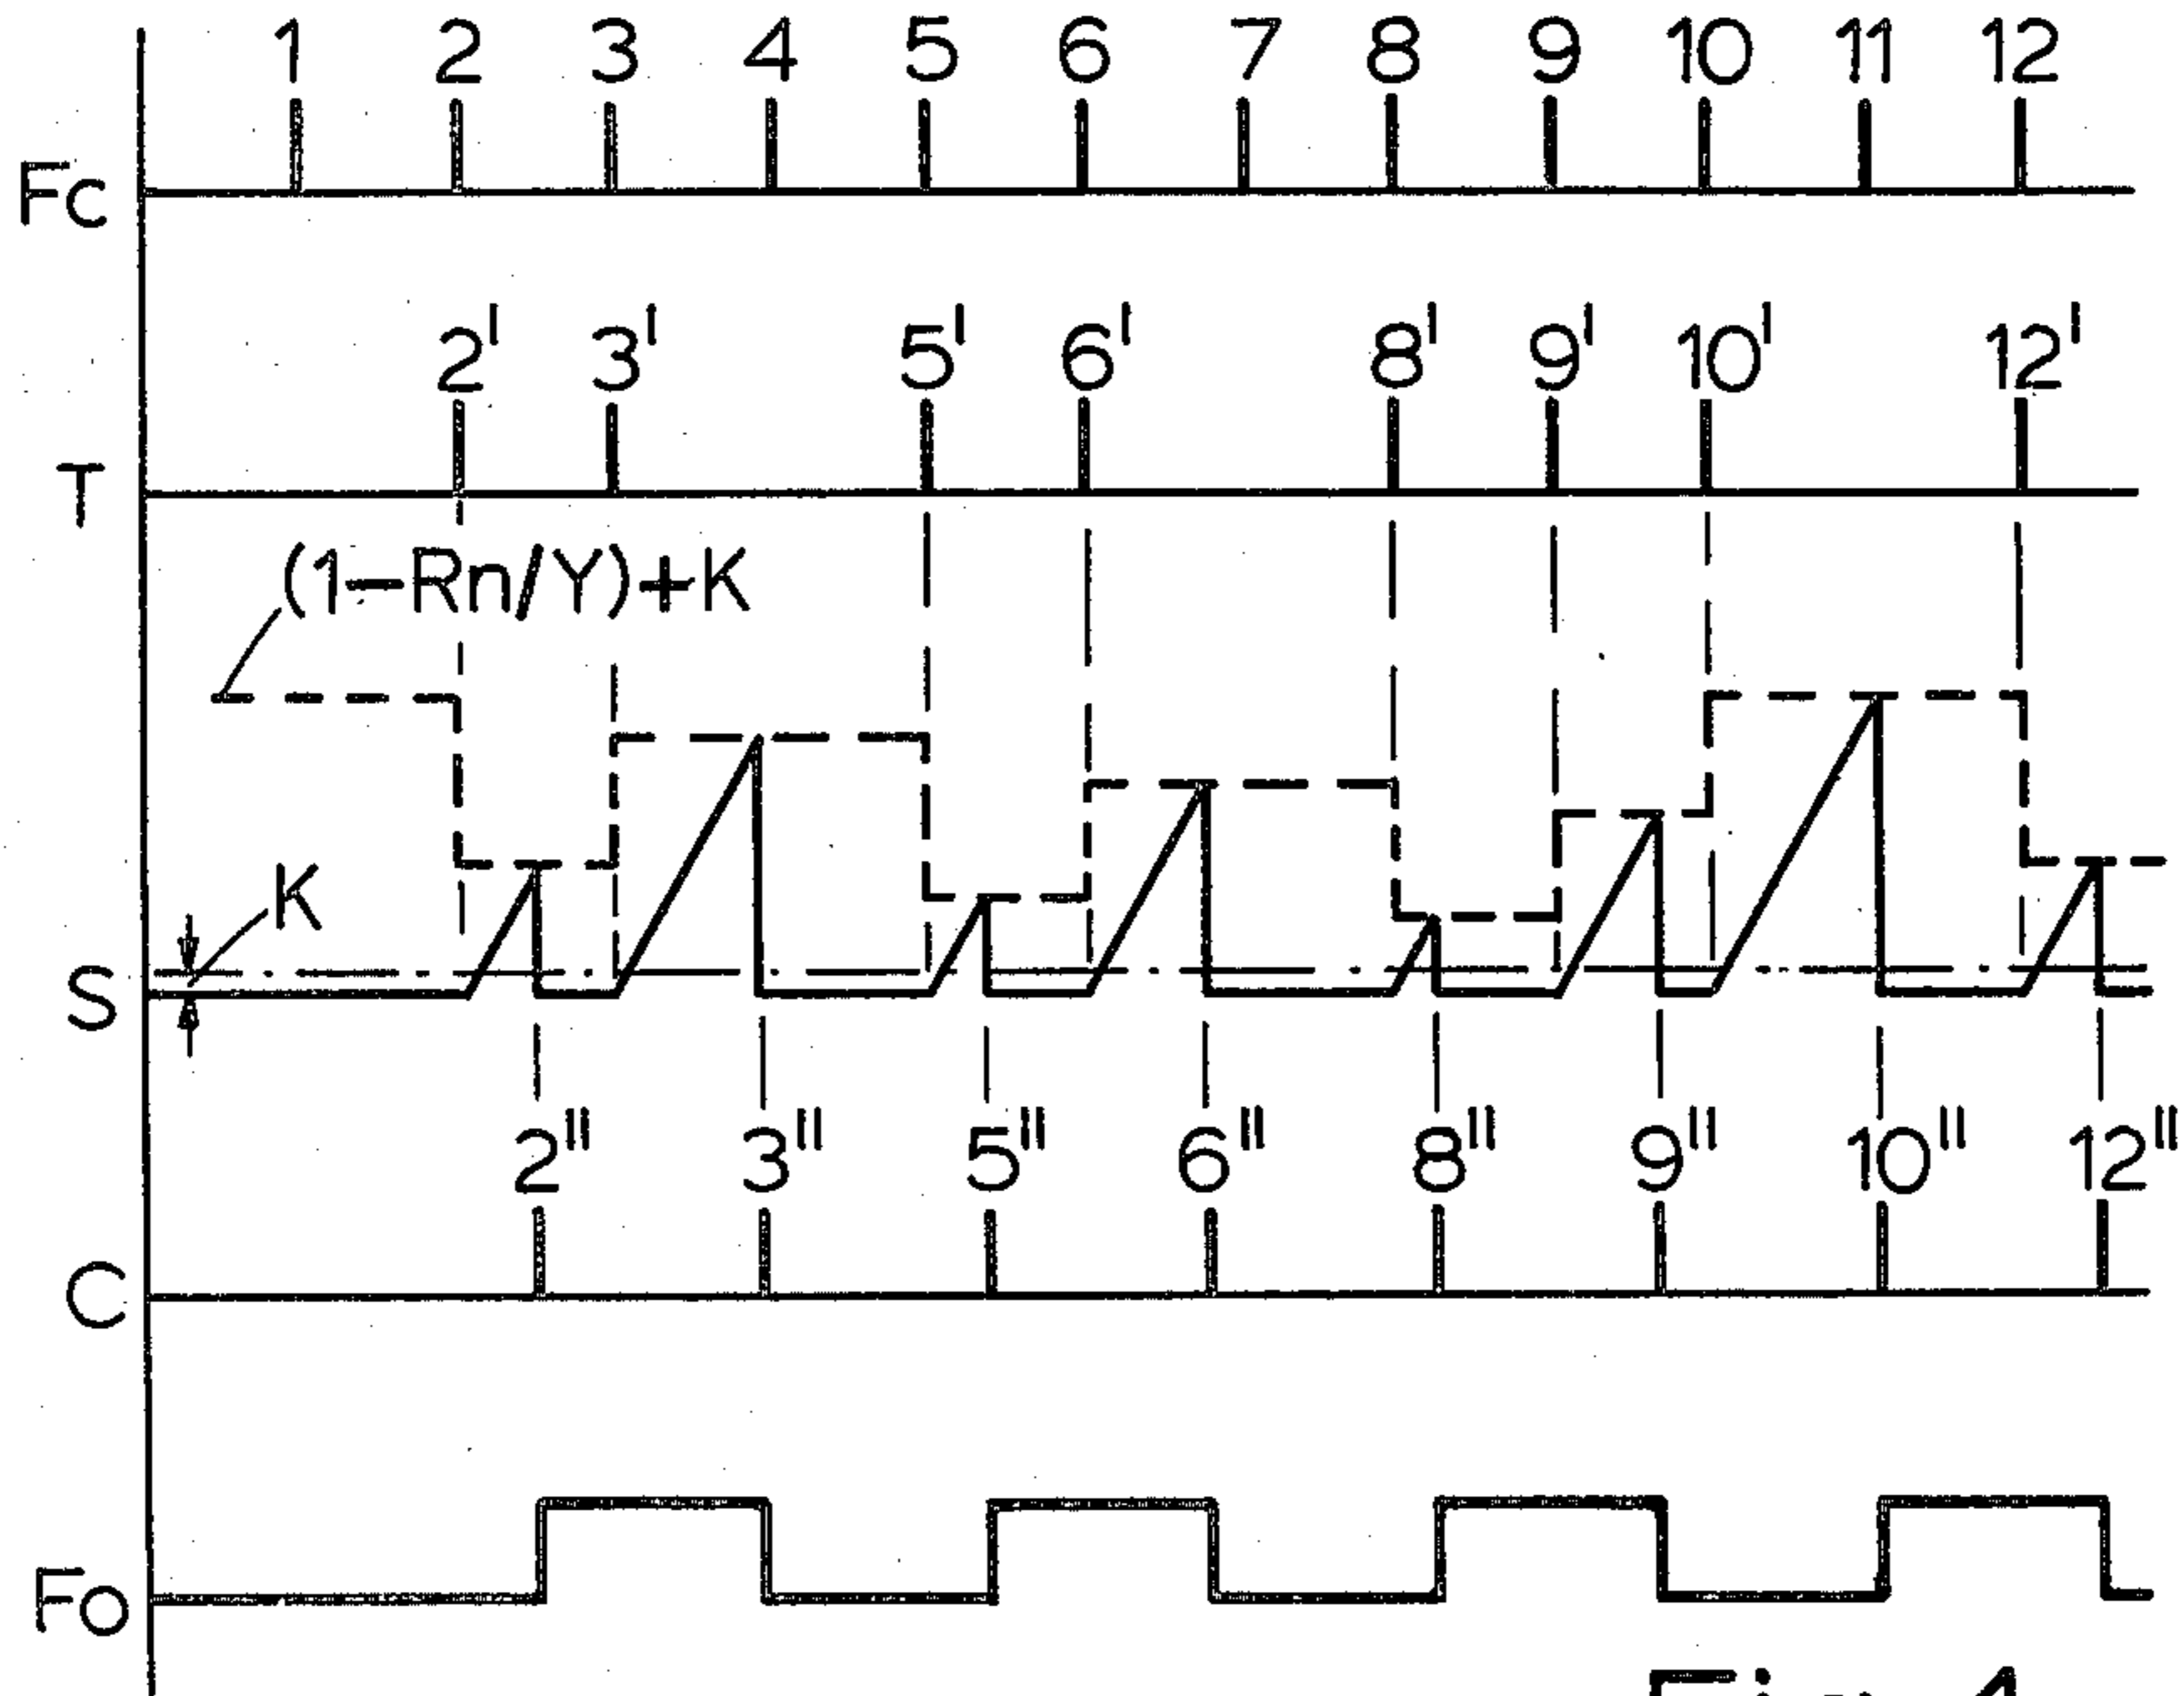 1 2 3 4 5 6 7 8 9 10 11 12
Fc
2' 3' 5' 6' 8' 9' 10' 12'
T
(1-Rn/Y)+K
K
S
2" 3" 5" 6" 8" 9" 10" 12"
C
Fo